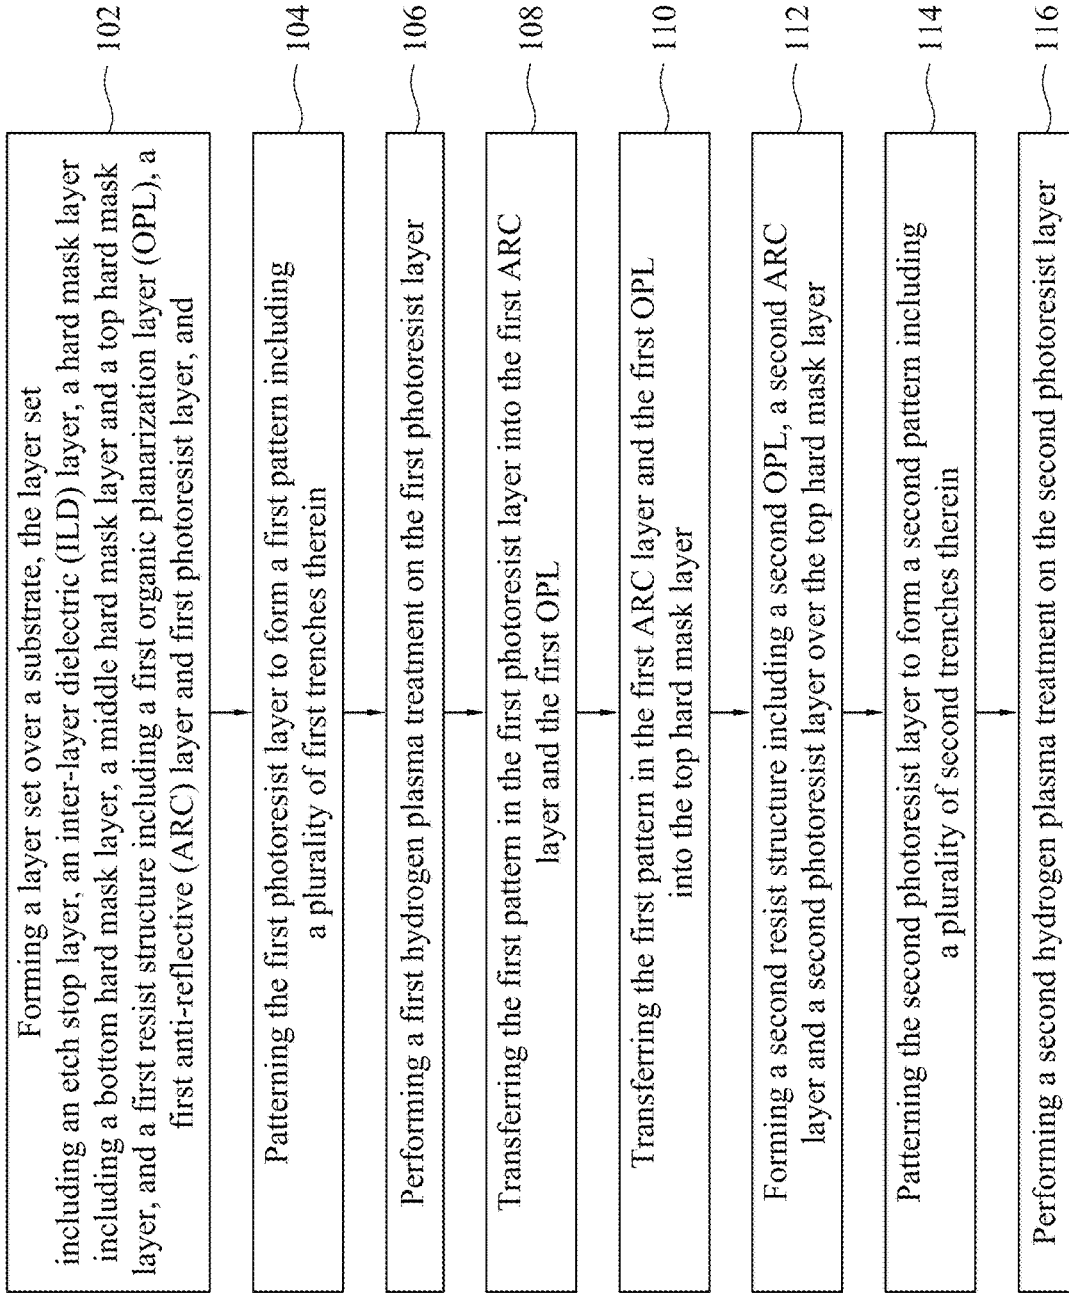 Forming a layer set over a substrate, the layer set
including an etch stop layer, an inter-layer dielectric (ILD) layer, a hard mask layer
including a bottom hard mask layer, a middle hard mask layer and a top hard mask
layer, and a first resist structure including a first organic planarization layer (OPL), a
first anti-reflective (ARC) layer and first photoresist layer, and
102
Patterning the first photoresist layer to form a first pattern including
a plurality of first trenches therein
104
Performing a first hydrogen plasma treatment on the first photoresist layer
106
Transferring the first pattern in the first photoresist layer into the first ARC
layer and the first OPL
108
Transferring the first pattern in the first ARC layer and the first OPL
into the top hard mask layer
110
Forming a second resist structure including a second OPL, a second ARC
layer and a second photoresist layer over the top hard mask layer
112
Patterning the second photoresist layer to form a second pattern including
a plurality of second trenches therein
114
Performing a second hydrogen plasma treatment on the second photoresist layer
116